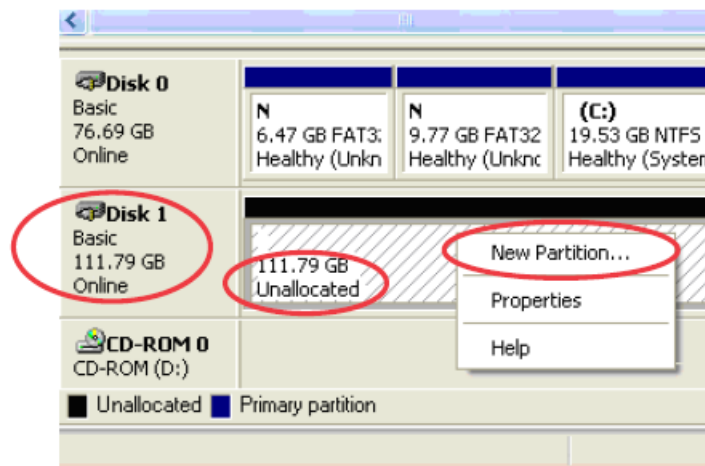 Disk 0
Basic
76.69 GB
Online
N
6.47 GB FAT3:
Healthy (Unkn
N
9.77 GB FAT32
Healthy (Unknc
(C:)
19.53 GB NTFS
Healthy (System
Disk 1
Basic
111.79 GB
Online
111.79 GB
Unallocated
New Partition...
Properties
Help
CD-ROM 0
CD-ROM (D:)
Unallocated Primary partition